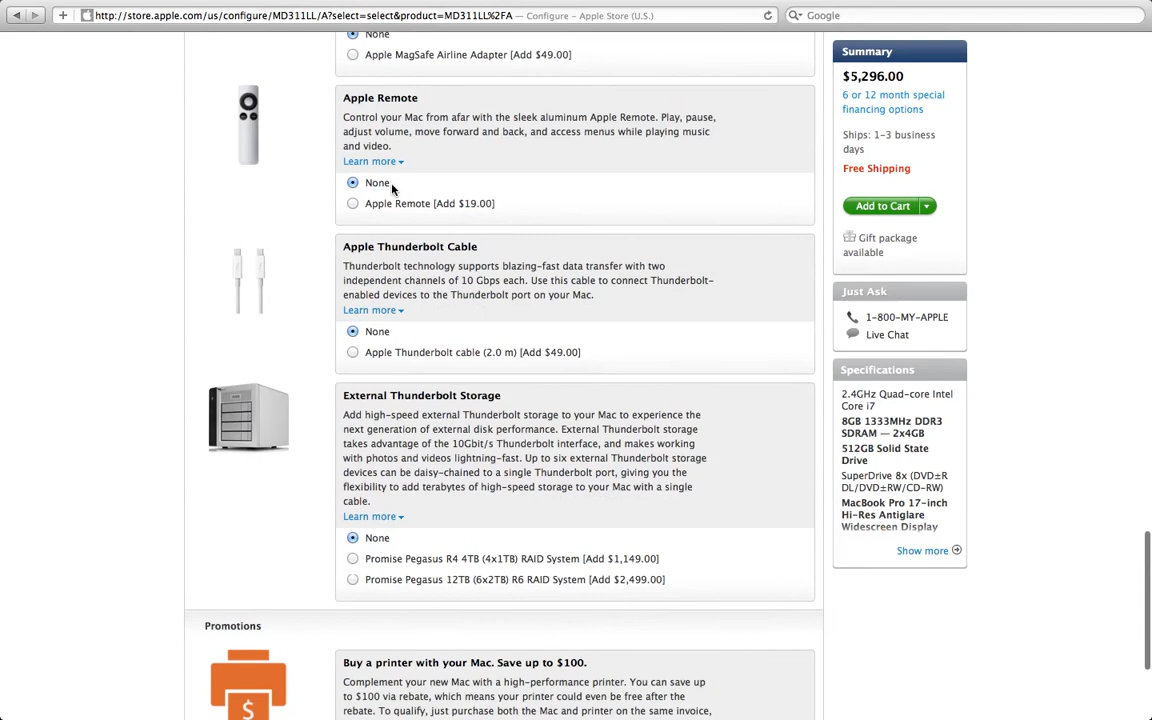 http://store.apple.com/us/configure/MD311LL/A?select=select&product=MD311LL%2FA — Configure – Apple Store (U.S.)
Google
None
Apple MagSafe Airline Adapter [Add $49.00]
Apple Remote
Control your Mac from afar with the sleek aluminum Apple Remote. Play, pause,
adjust volume, move forward and back, and access menus while playing music
and video.
Learn more
None
Apple Remote [Add $19.00]
Apple Thunderbolt Cable
Thunderbolt technology supports blazing-fast data transfer with two
independent channels of 10 Gbps each. Use this cable to connect Thunderbolt-
enabled devices to the Thunderbolt port on your Mac.
Learn more
None
Apple Thunderbolt cable (2.0 m) [Add $49.00]
External Thunderbolt Storage
Add high-speed external Thunderbolt storage to your Mac to experience the
next generation of external disk performance. External Thunderbolt storage
takes advantage of the 10Gbit/s Thunderbolt interface, and makes working
with photos and videos lightning-fast. Up to six external Thunderbolt storage
devices can be daisy-chained to a single Thunderbolt port, giving you the
flexibility to add terabytes of high-speed storage to your Mac with a single
cable.
Learn more
None
Promise Pegasus R4 4TB (4x1TB) RAID System [Add $1,149.00]
Promise Pegasus 12TB (6x2TB) R6 RAID System [Add $2,499.00]
Promotions
$
Buy a printer with your Mac. Save up to $100.
Complement your new Mac with a high-performance printer. You can save up
to $100 via rebate, which means your printer could even be free after the
rebate. To qualify, just purchase both the Mac and printer on the same invoice,
Summary
$5,296.00
6 or 12 month special
financing options
Ships: 1-3 business
days
Free Shipping
Add to Cart
Gift package
available
Just Ask
1-800-MY-APPLE
Live Chat
Specifications
2.4GHz Quad-core Intel
Core i7
8GB 1333MHz DDR3
SDRAM — 2x4GB
512GB Solid State
Drive
SuperDrive 8x (DVD±R
DL/DVD±RW/CD-RW)
MacBook Pro 17-inch
Hi-Res Antiglare
Widescreen Display
Show more